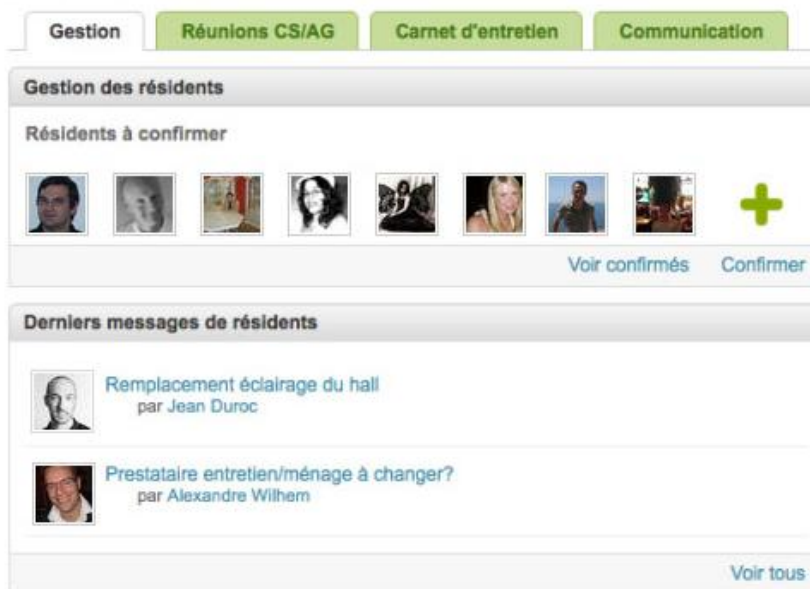 Gestion
Réunions CS/AG
Carnet d'entretien
Communication
Gestion des résidents
Résidents à confirmer
Voir confirmés
Confirmer
Derniers messages de résidents
Remplacement éclairage du hall
par Jean Duroc
Prestataire entretien/ménage à changer?
par Alexandre Wilhem
Voir tous